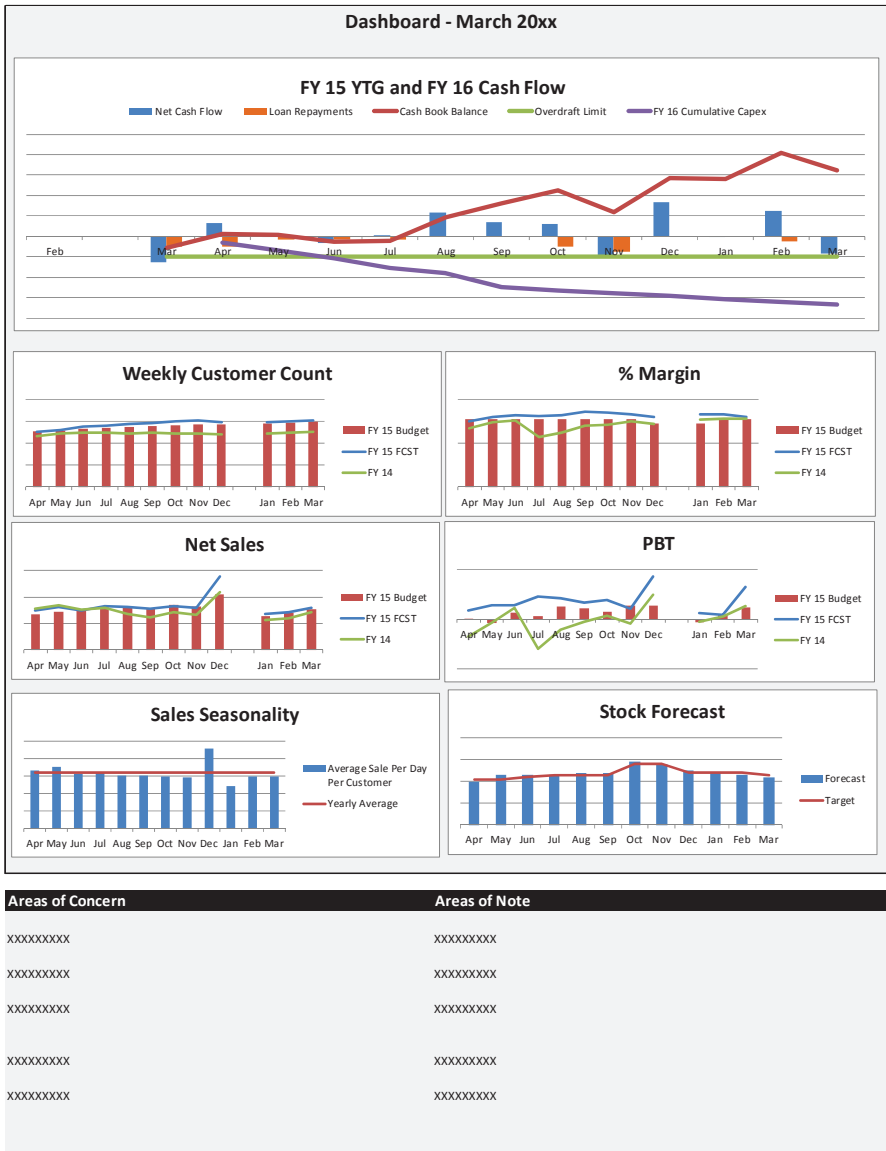 Dashboard - March 20xx
FY 15 YTG and FY 16 Cash Flow
Net Cash Flow Loan Repayments Cash Book Balance Overdraft Limit FY 16 Cumulative Capex
Feb Mar Apr May Jun Jul Aug Sep Oct Nov Dec Jan Feb Mar
Weekly Customer Count
FY 15 Budget
FY 15 FCST
FY 14
Apr May Jun Jul Aug Sep Oct Nov Dec Jan Feb Mar
% Margin
FY 15 Budget
FY 15 FCST
FY 14
Apr May Jun Jul Aug Sep Oct Nov Dec Jan Feb Mar
Net Sales
FY 15 Budget
FY 15 FCST
FY 14
Apr May Jun Jul Aug Sep Oct Nov Dec Jan Feb Mar
PBT
FY 15 Budget
FY 15 FCST
FY 14
Apr May Jun Jul Aug Sep Oct Nov Dec Jan Feb Mar
Sales Seasonality
Average Sale Per Day
Per Customer
Yearly Average
Apr May Jun Jul Aug Sep Oct Nov Dec Jan Feb Mar
Stock Forecast
Forecast
Target
Apr May Jun Jul Aug Sep Oct Nov Dec Jan Feb Mar
Areas of Concern Areas of Note
xxxxxxxxx xxxxxxxxx
xxxxxxxxx xxxxxxxxx
xxxxxxxxx xxxxxxxxx
xxxxxxxxx xxxxxxxxx
xxxxxxxxx xxxxxxxxx